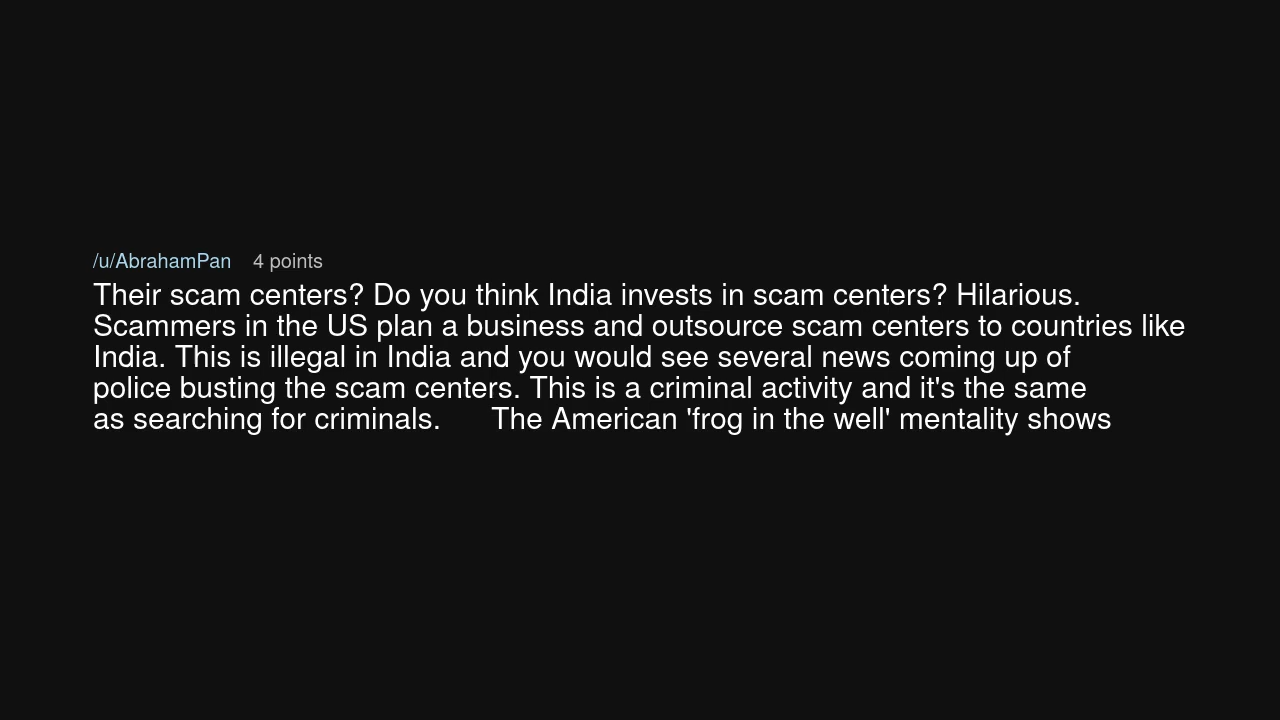 /u/AbrahamPan 4 points
Their scam centers? Do you think India invests in scam centers? Hilarious.
Scammers in the US plan a business and outsource scam centers to countries like
India. This is illegal in India and you would see several news coming up of
police busting the scam centers. This is a criminal activity and it's the same
as searching for criminals. The American 'frog in the well' mentality shows